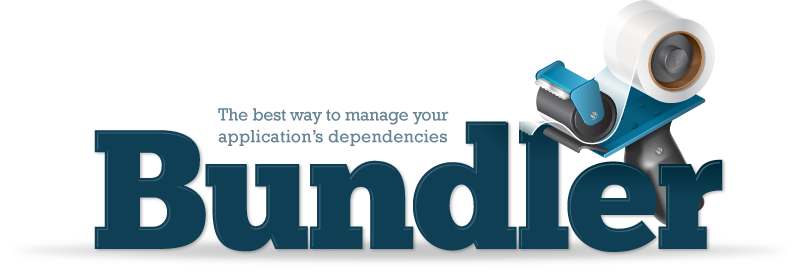 The best way to manage your
application's dependencies
Bundler